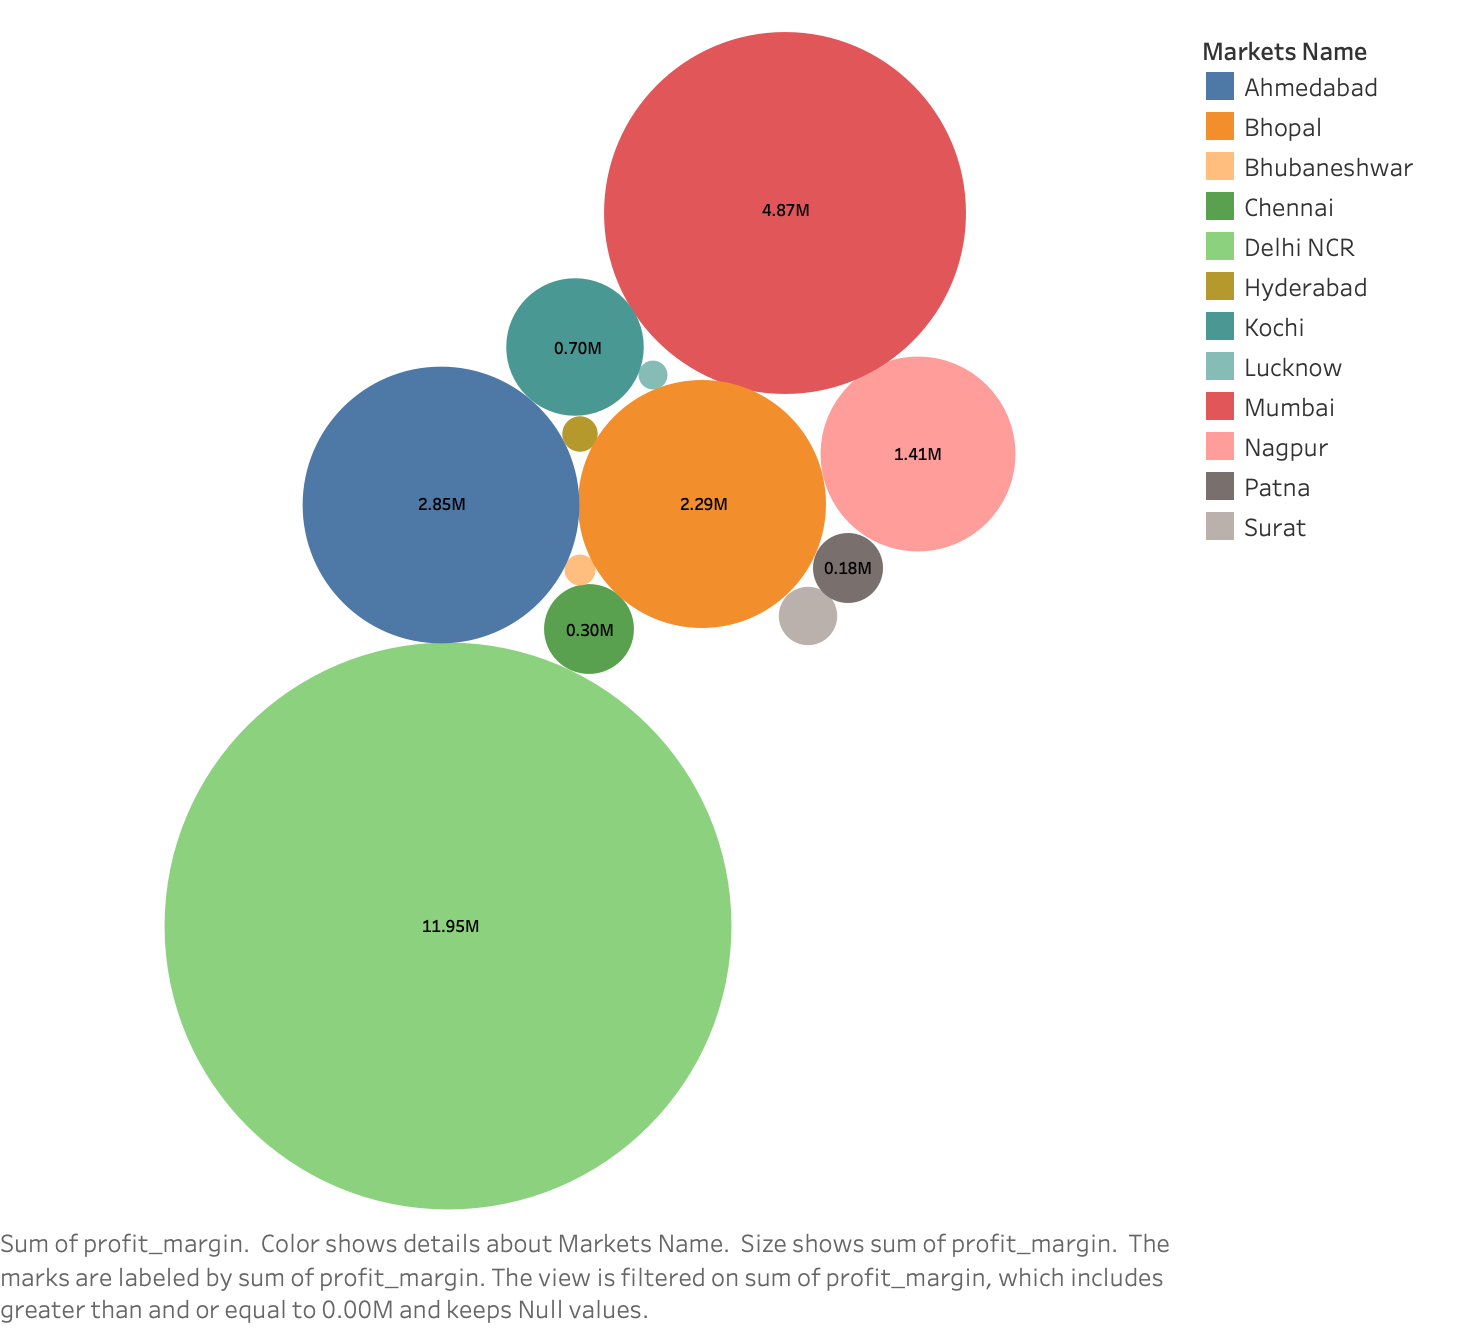 Markets Name
Ahmedabad
Bhopal
Bhubaneshwar
Chennai
Delhi NCR
Hyderabad
Kochi
Lucknow
Mumbai
Nagpur
Patna
Surat
4.87M
0.70M
1.41M
2.85M
2.29M
0.18M
0.30M
11.95M
Sum of profit_margin.  Color shows details about Markets Name.  Size shows sum of profit_margin.  The
marks are labeled by sum of profit_margin. The view is filtered on sum of profit_margin, which includes
greater than and or equal to 0.00M and keeps Null values.